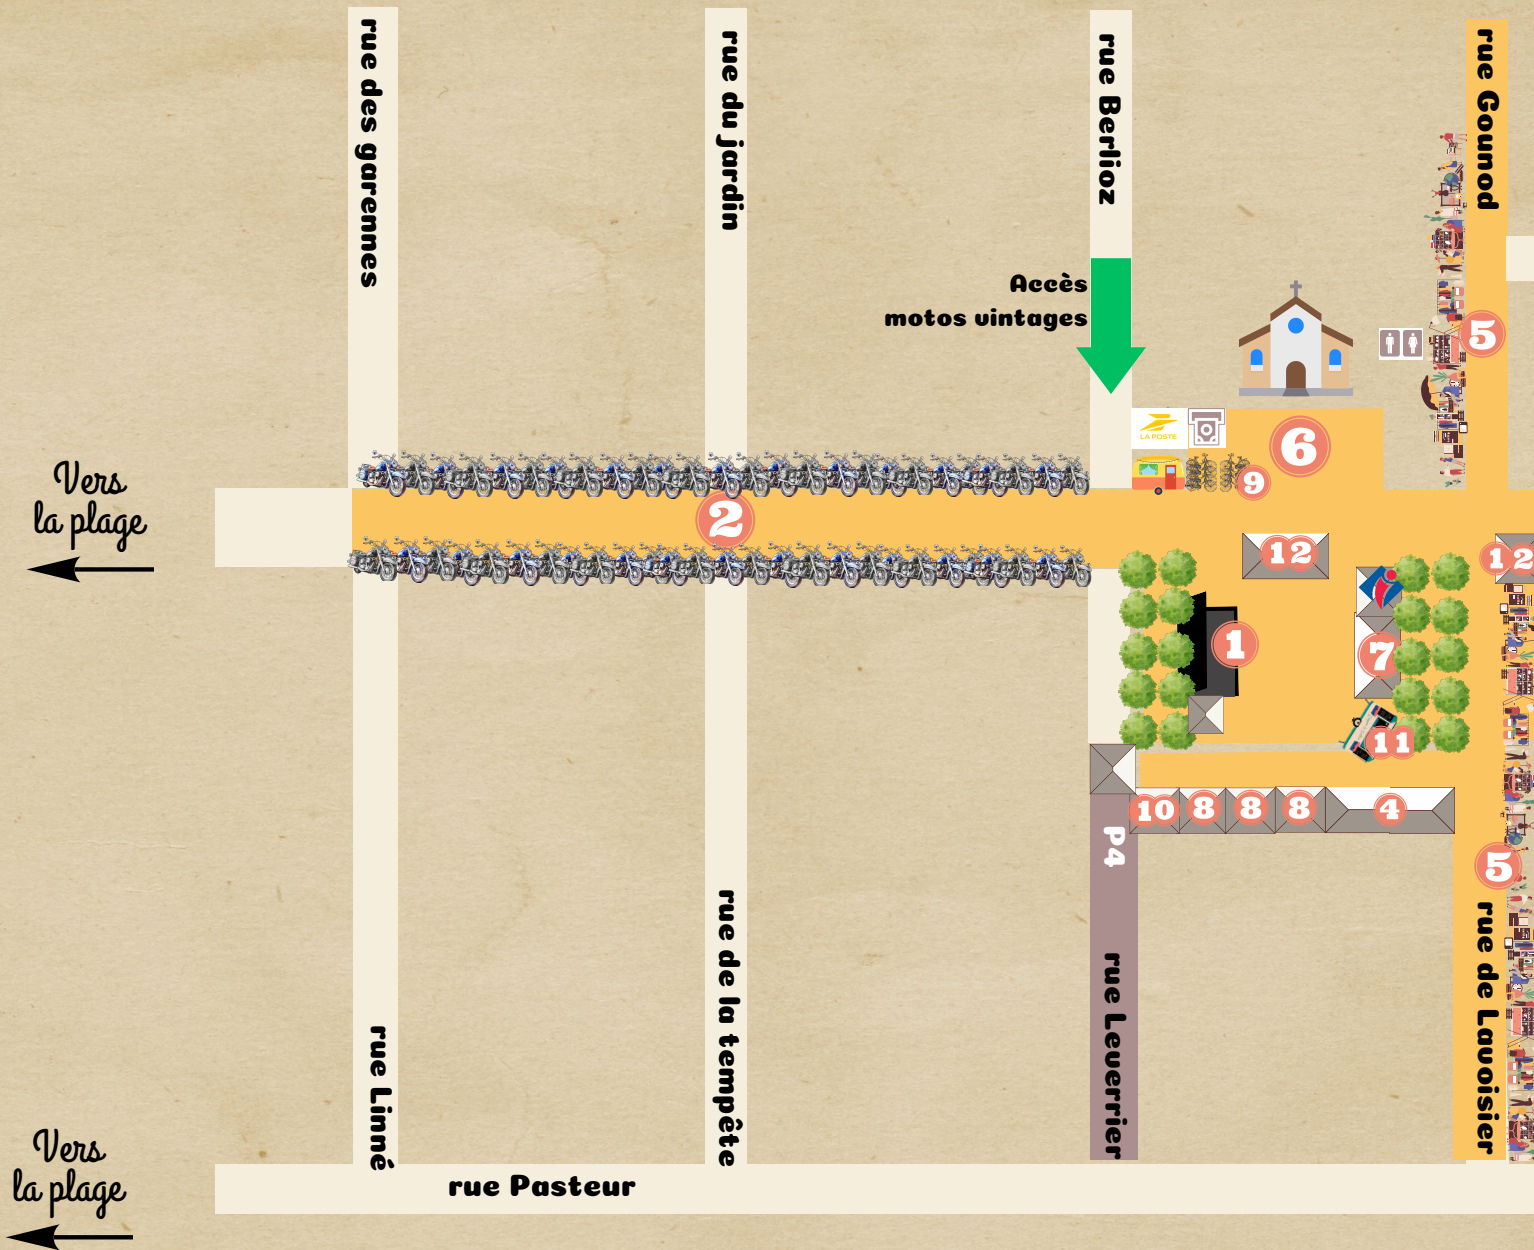 rue des garennes
rue du jardin
rue Berlioz
rue Gounod
Accès
motos vintages
5
LA POSTE
6
9
Vers
la plage
2
12
12
1
7
11
10
8
8
8
4
P4
5
rue de la tempête
rue Leverrier
rue de Lavoisier
rue Linné
Vers
la plage
rue Pasteur